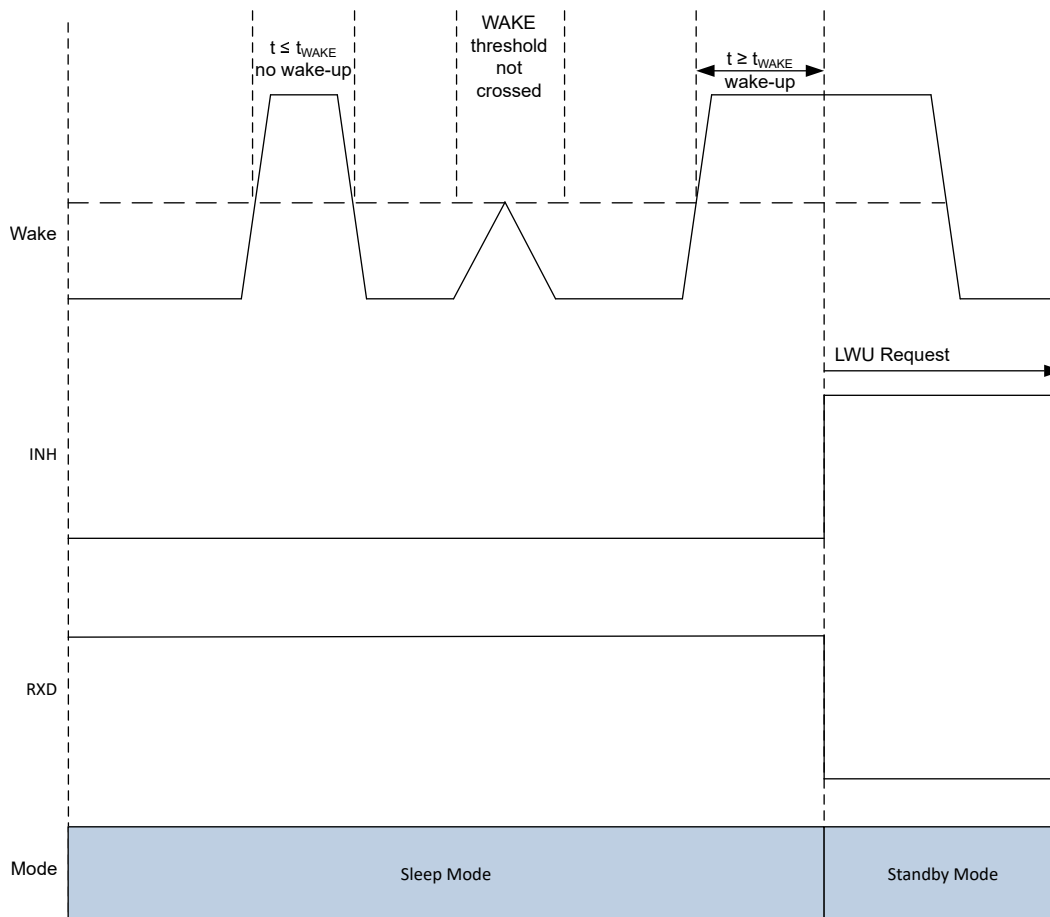 t ≤ tWAKE
no wake-up
WAKE
threshold
not
crossed
t ≥ tWAKE
wake-up
Wake
LWU Request
INH
RXD
Mode
Sleep Mode
Standby Mode